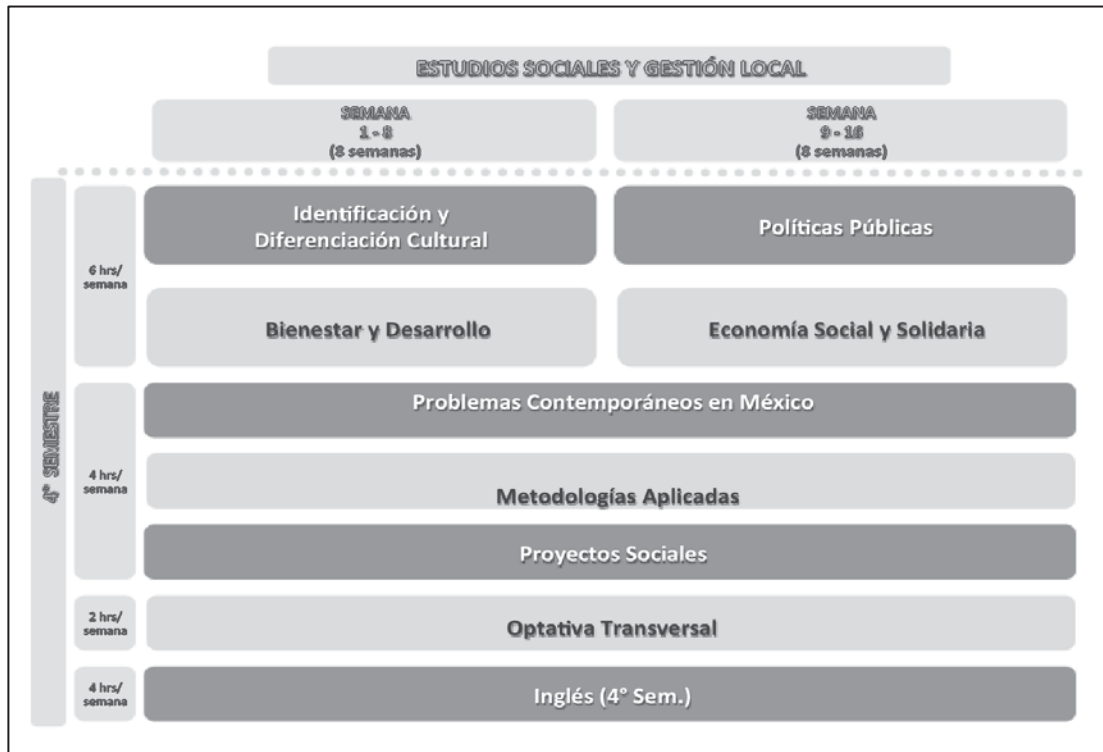 ESTUDIOS SOCIALES Y GESTIÓN LOCAL
SEMANA
1 - 8
(8 semanas)
SEMANA
9 - 16
(8 semanas)
4° SEMESTRE
6 hrs/
semana
Identificación y
Diferenciación Cultural
Políticas Públicas
Bienestar y Desarrollo
Economía Social y Solidaria
4 hrs/
semana
Problemas Contemporáneos en México
Metodologías Aplicadas
Proyectos Sociales
2 hrs/
semana
Optativa Transversal
4 hrs/
semana
Inglés (4° Sem.)